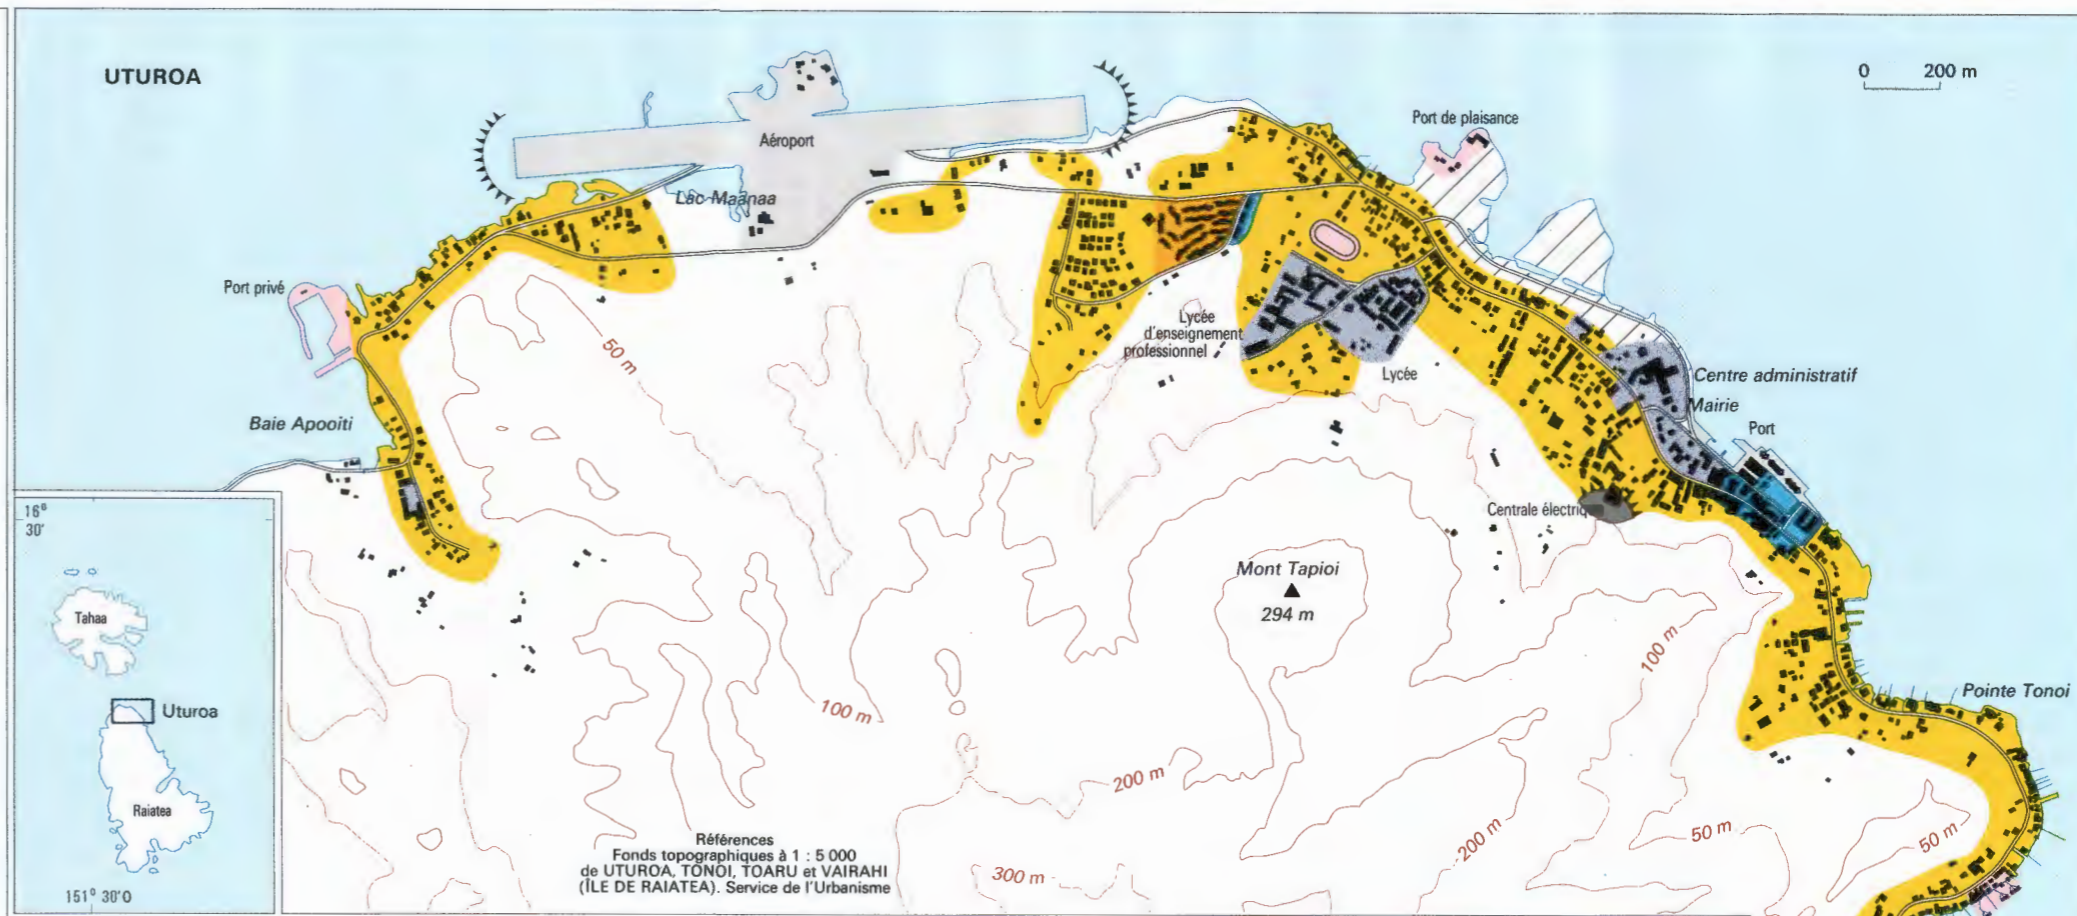 UTUROA
0 200 m
Port de plaisance
Aéroport
Lac Maanaa
Port privé
Lycée
d'enseignement
professionnel
50 m
Lycée
Centre administratif
Mairie
Port
Baie Apooiti
Centrale électriq
16°
30'
Mont Tapioi
294 m
Tahaa
100 m
Uturoa
100 m
Pointe Tonoi
200 m
Raiatea
200 m
50 m
50 m
300 m
Références
Fonds topographiques à 1 : 5 000
de UTUROA, TONOI, TOARU et VAIRAHI
(ÎLE DE RAIATEA). Service de l'Urbanisme
151° 30'O